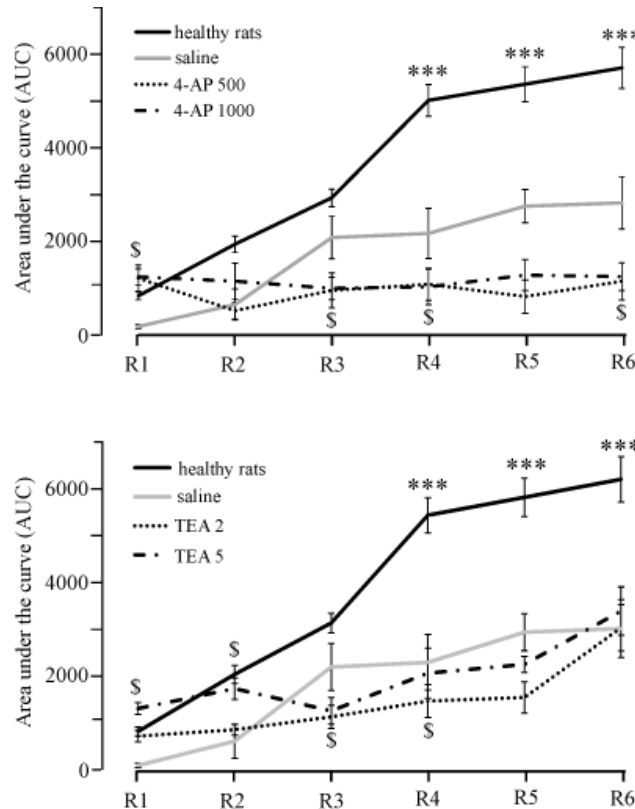 healthy rats
saline
4-AP 500
4-AP 1000
Area under the curve (AUC)
6000
4000
2000
0
***
***
***
$
$
$
$
R1
R2
R3
R4
R5
R6
healthy rats
saline
TEA 2
TEA 5
Area under the curve (AUC)
6000
4000
2000
0
***
***
***
$
$
$
$
R1
R2
R3
R4
R5
R6